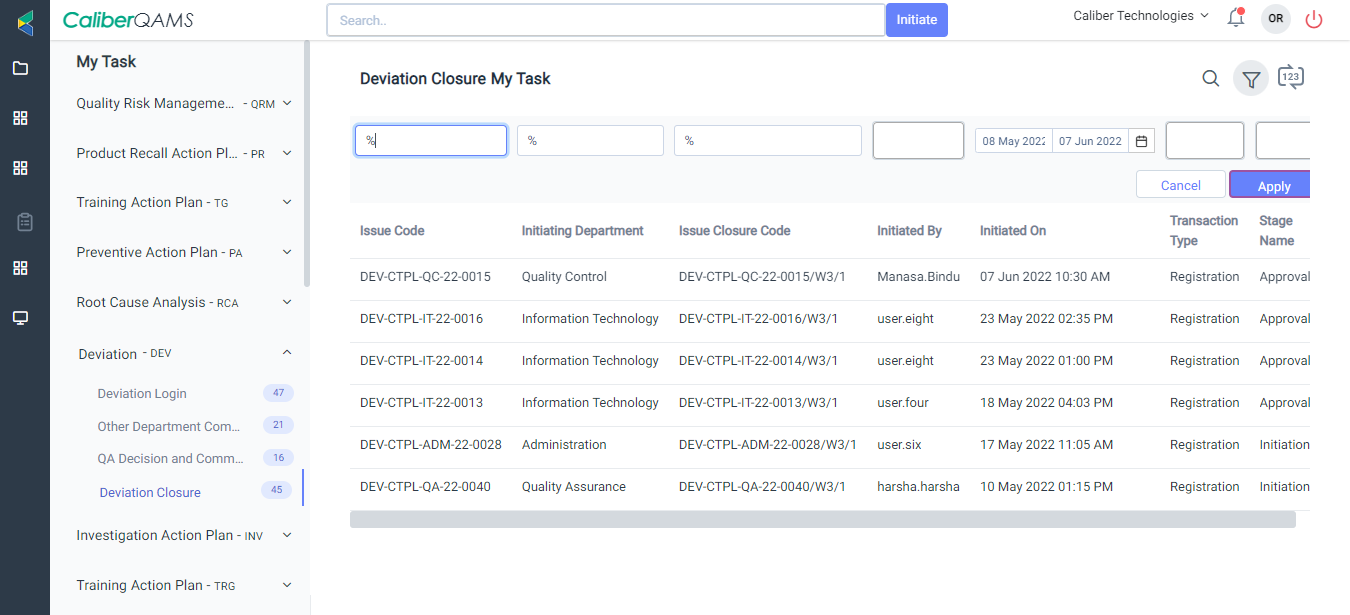 CaliberQAMS
Search..
Initiate
Caliber Technologies
OR
My Task
Quality Risk Manageme... - QRM
Product Recall Action Pl... - PR
Training Action Plan - TG
Preventive Action Plan - PA
Root Cause Analysis - RCA
Deviation - DEV
Deviation Login 47
Other Department Com... 21
QA Decision and Comm... 16
Deviation Closure 45
Investigation Action Plan - INV
Training Action Plan - TRG
Deviation Closure My Task
123
% % % 08 May 2022 07 Jun 2022
Cancel Apply
Issue Code Initiating Department Issue Closure Code Initiated By Initiated On Transaction Type Stage Name
DEV-CTPL-QC-22-0015 Quality Control DEV-CTPL-QC-22-0015/W3/1 Manasa.Bindu 07 Jun 2022 10:30 AM Registration Approval
DEV-CTPL-IT-22-0016 Information Technology DEV-CTPL-IT-22-0016/W3/1 user.eight 23 May 2022 02:35 PM Registration Approval
DEV-CTPL-IT-22-0014 Information Technology DEV-CTPL-IT-22-0014/W3/1 user.eight 23 May 2022 01:00 PM Registration Approval
DEV-CTPL-IT-22-0013 Information Technology DEV-CTPL-IT-22-0013/W3/1 user.four 18 May 2022 04:03 PM Registration Approval
DEV-CTPL-ADM-22-0028 Administration DEV-CTPL-ADM-22-0028/W3/1 user.six 17 May 2022 11:05 AM Registration Initiation
DEV-CTPL-QA-22-0040 Quality Assurance DEV-CTPL-QA-22-0040/W3/1 harsha.harsha 10 May 2022 01:15 PM Registration Initiation